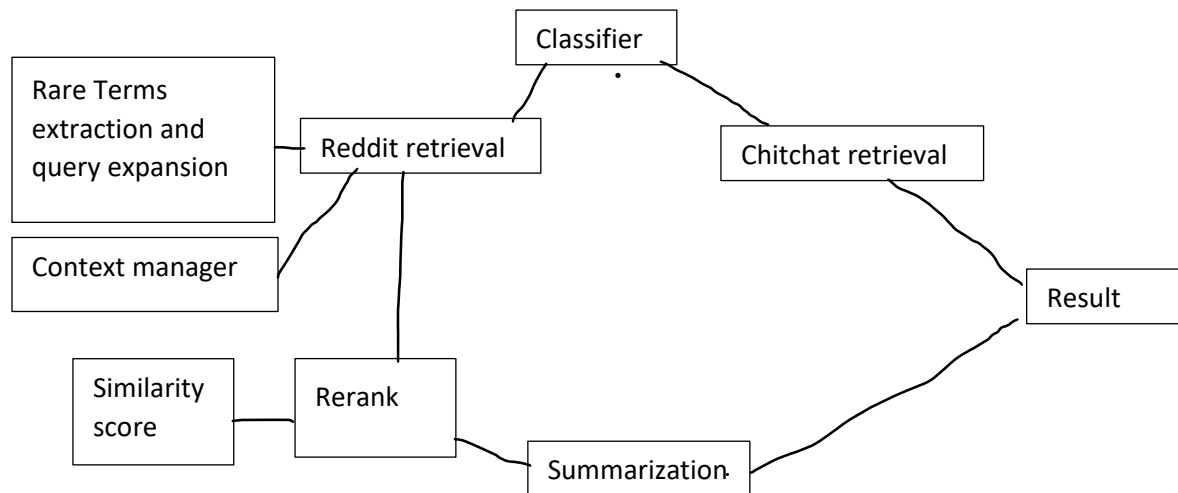 Classifier
Rare Terms
extraction and
query expansion
Reddit retrieval
Chitchat retrieval
Context manager
Result
Similarity
score
Rerank
Summarization.